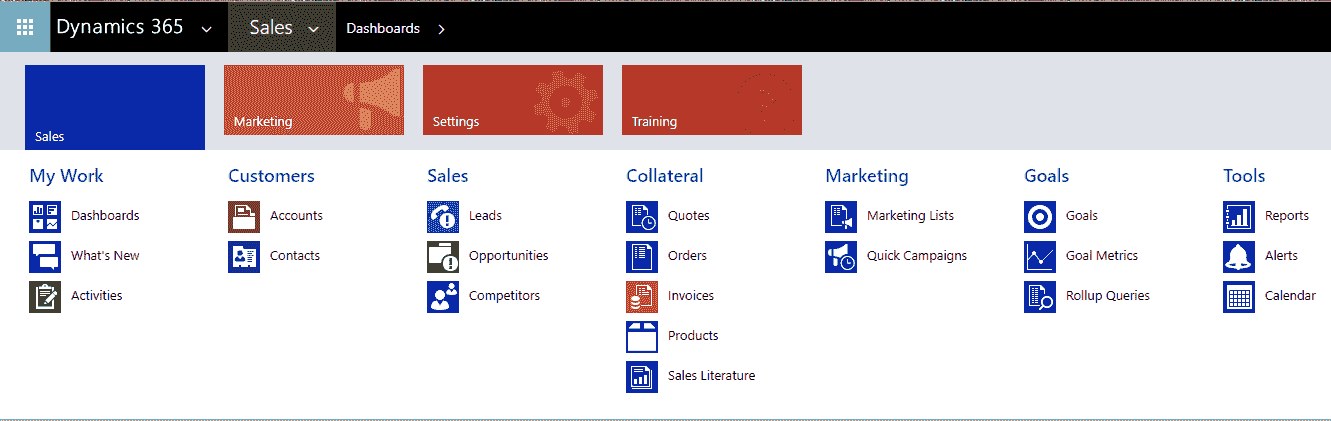 Dynamics 365 Sales Dashboards
Sales Marketing Settings Training
My Work Customers Sales Collateral Marketing Goals Tools
Dashboards Accounts Leads Quotes Marketing Lists Goals Reports
What's New Contacts Opportunities Orders Quick Campaigns Goal Metrics Alerts
Activities Competitors Invoices Rollup Queries Calendar
Products
Sales Literature